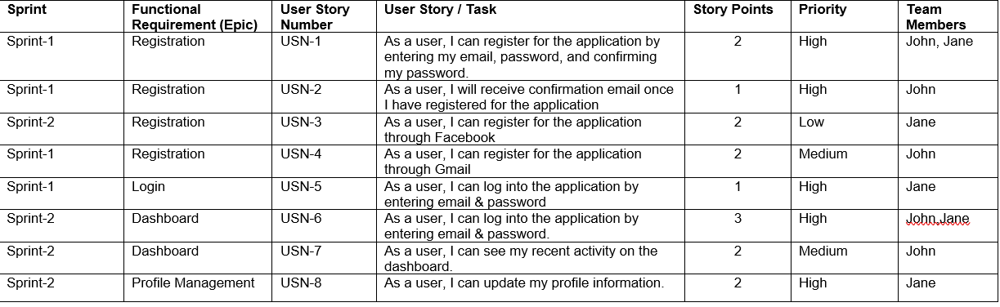 Sprint Functional Requirement (Epic) User Story Number User Story / Task Story Points Priority Team Members
Sprint-1 Registration USN-1 As a user, I can register for the application by entering my email, password, and confirming my password. 2 High John, Jane
Sprint-1 Registration USN-2 As a user, I will receive confirmation email once I have registered for the application 1 High John
Sprint-2 Registration USN-3 As a user, I can register for the application through Facebook 2 Low Jane
Sprint-1 Registration USN-4 As a user, I can register for the application through Gmail 2 Medium John
Sprint-1 Login USN-5 As a user, I can log into the application by entering email & password 1 High Jane
Sprint-2 Dashboard USN-6 As a user, I can log into the application by entering email & password. 3 High John,Jane
Sprint-2 Dashboard USN-7 As a user, I can see my recent activity on the dashboard. 2 Medium John
Sprint-2 Profile Management USN-8 As a user, I can update my profile information. 2 High Jane